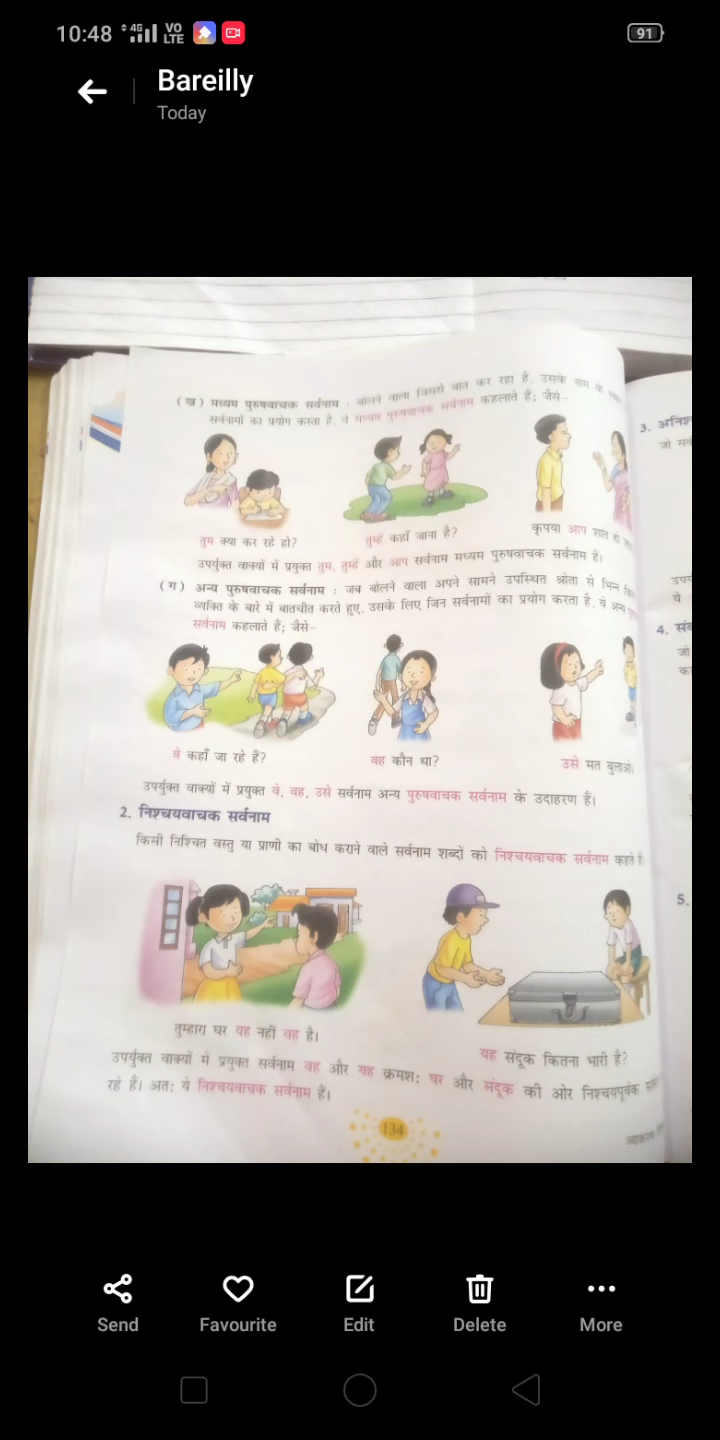 10:48 4G VO LTE 91
Bareilly
Today
(ख) मध्यम पुरुषवाचक सर्वनाम : बोलने वाला जिससे बात कर रहा है, उसके नाम के
सर्वनामों का प्रयोग करता है, वे मध्यम पुरुषवाचक सर्वनाम कहलाते हैं; जैसे–
तुम क्या कर रहे हो?
तुम्हें कहाँ जाना है?
कृपया आप शांत हो
उपर्युक्त वाक्यों में प्रयुक्त तुम, तुम्हें और आप सर्वनाम मध्यम पुरुषवाचक सर्वनाम हैं।
(ग) अन्य पुरुषवाचक सर्वनाम : जब बोलने वाला अपने सामने उपस्थित श्रोता से भिन्न
व्यक्ति के बारे में बातचीत करते हुए, उसके लिए जिन सर्वनामों का प्रयोग करता है, वे अन्य
सर्वनाम कहलाते हैं; जैसे–
वे कहाँ जा रहे हैं?
वह कौन था?
उसे मत बुलाओ।
उपर्युक्त वाक्यों में प्रयुक्त वे, वह, उसे सर्वनाम अन्य पुरुषवाचक सर्वनाम के उदाहरण हैं।
2. निश्चयवाचक सर्वनाम
किसी निश्चित वस्तु या प्राणी का बोध कराने वाले सर्वनाम शब्दों को निश्चयवाचक सर्वनाम कहते हैं
तुम्हारा घर यह नहीं वह है।
यह संदूक कितना भारी है?
उपर्युक्त वाक्यों में प्रयुक्त सर्वनाम वह और यह क्रमशः घर और संदूक की ओर निश्चयपूर्वक
रहे हैं। अतः ये निश्चयवाचक सर्वनाम हैं।
134
3.
जो
ये
4.
जो
5.
Send Favourite Edit Delete More